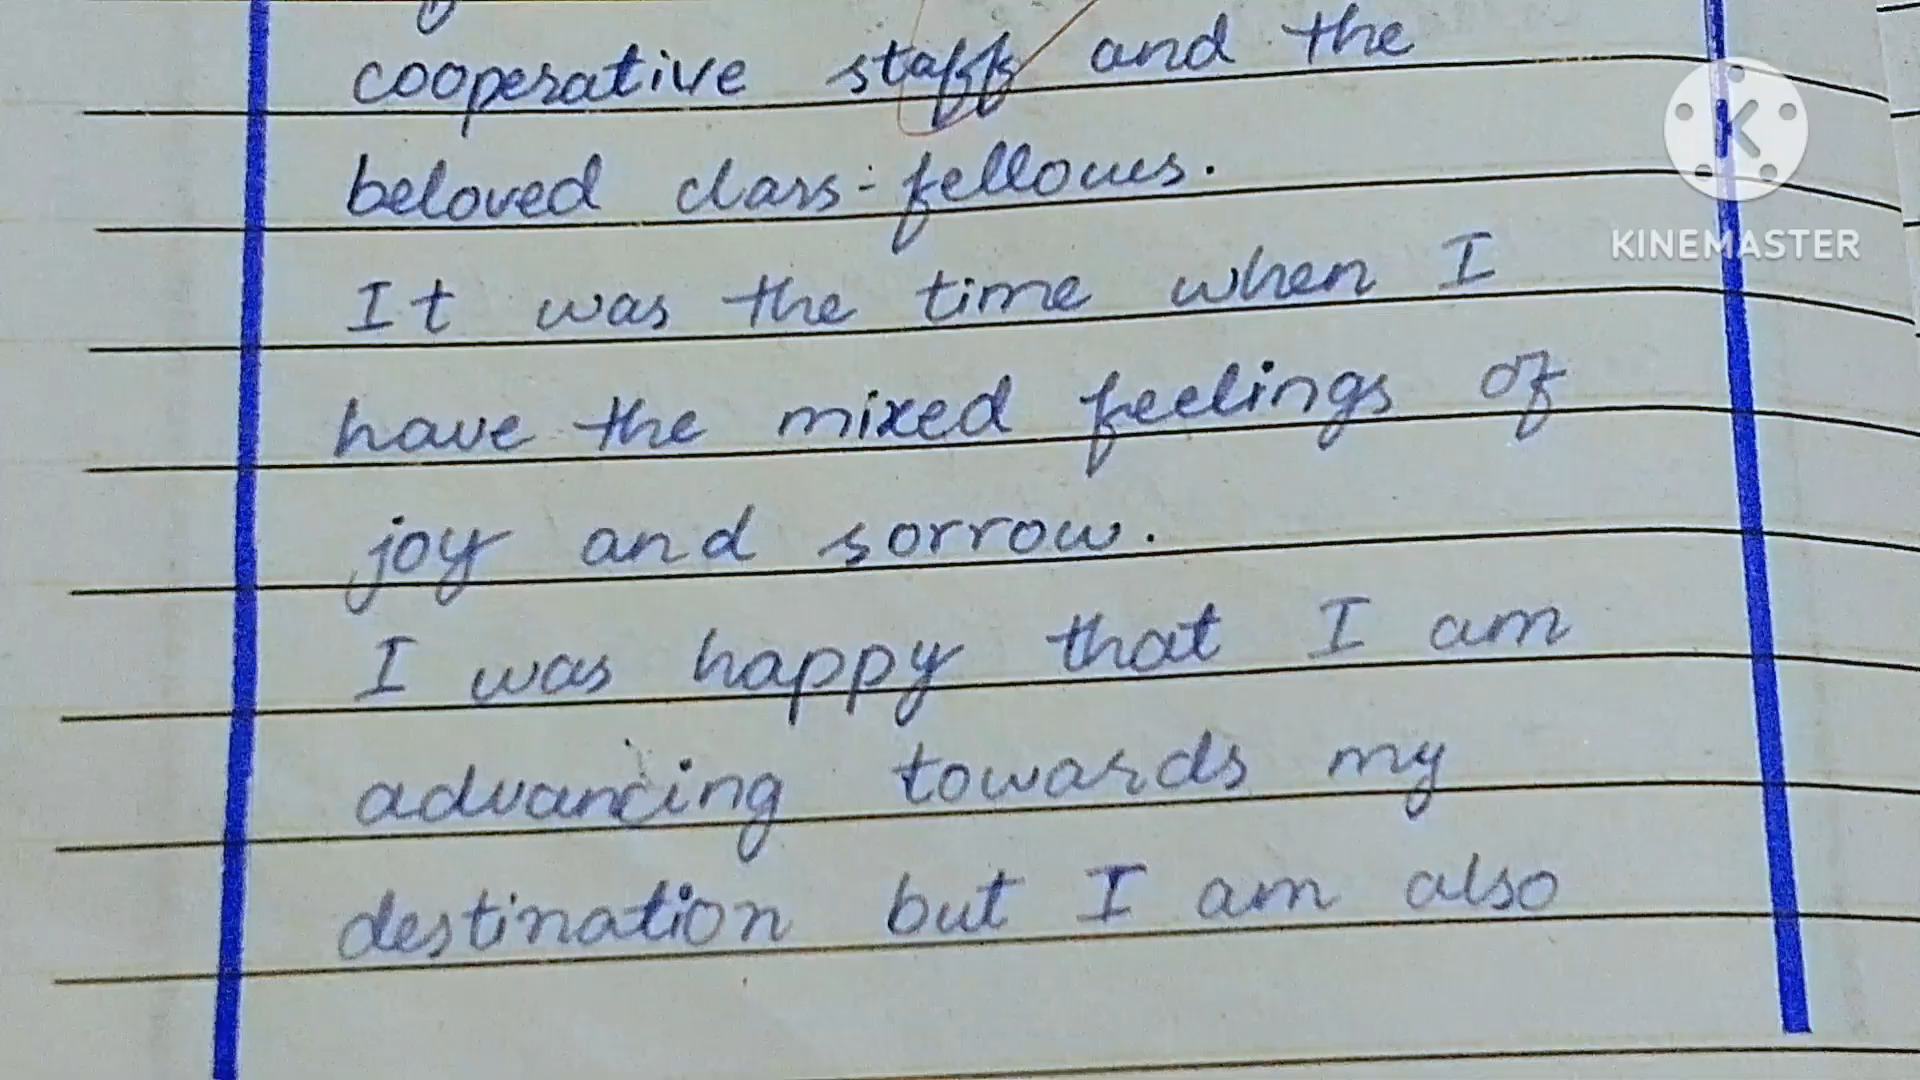 cooperative staff and the
beloved class-fellows.
It was the time when I
have the mixed feelings of
joy and sorrow.
I was happy that I am
advancing towards my
destination but I am also
K
KINEMASTER